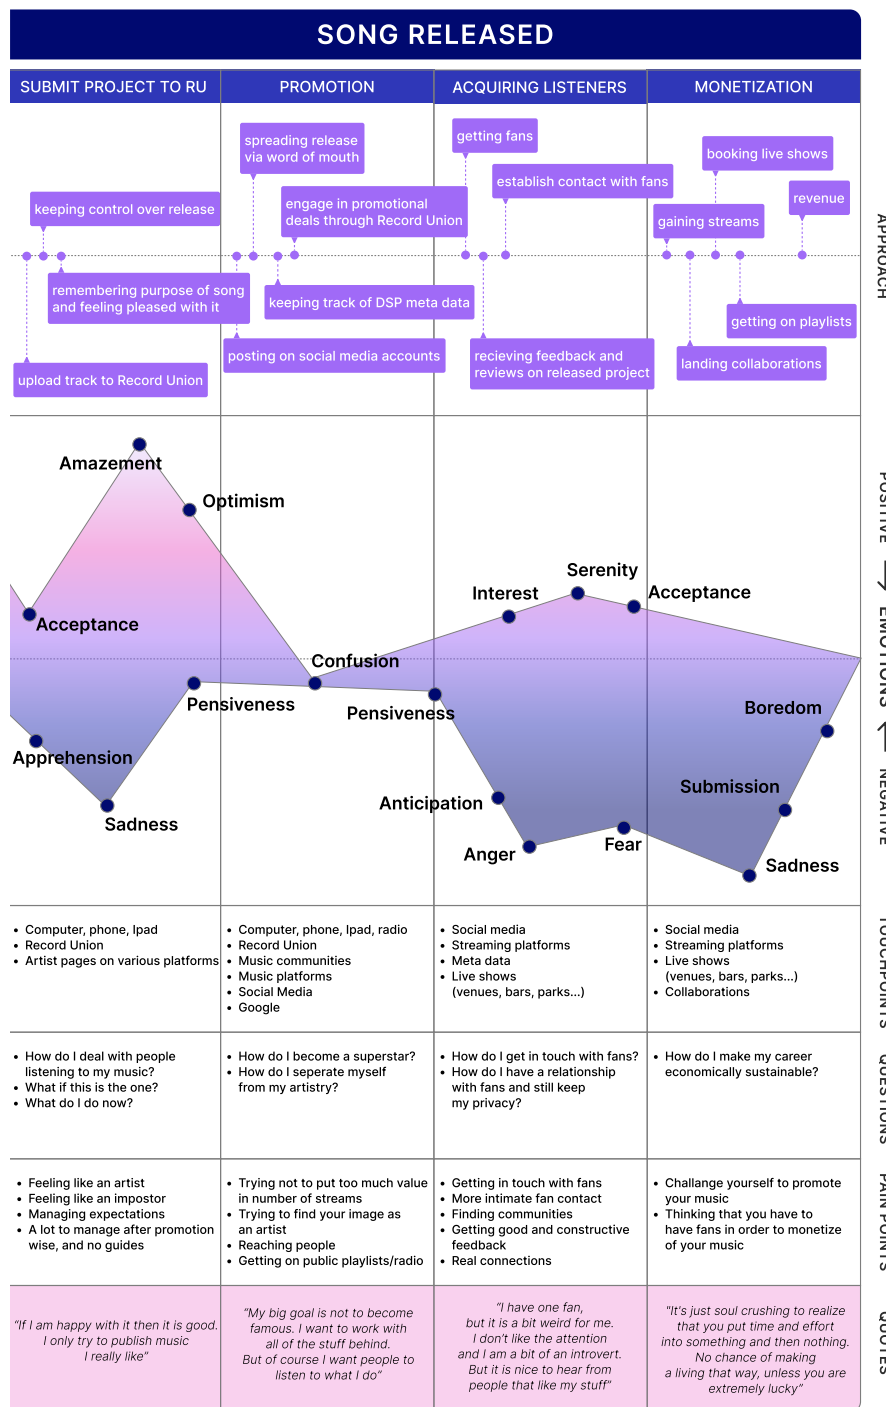 SONG RELEASED
SUBMIT PROJECT TO RU
PROMOTION
ACQUIRING LISTENERS
MONETIZATION
APPROACH
keeping control over release
remembering purpose of song
and feeling pleased with it
upload track to Record Union
spreading release
via word of mouth
engage in promotional
deals through Record Union
keeping track of DSP meta data
posting on social media accounts
getting fans
establish contact with fans
recieving feedback and
reviews on released project
booking live shows
revenue
gaining streams
getting on playlists
landing collaborations
POSITIVE
EMOTIONS
NEGATIVE
Amazement
Optimism
Acceptance
Apprehension
Sadness
Pensiveness
Confusion
Pensiveness
Interest
Serenity
Acceptance
Anticipation
Anger
Fear
Boredom
Submission
Sadness
TOUCHPOINTS
• Computer, phone, Ipad
• Record Union
• Artist pages on various platforms
• Computer, phone, Ipad, radio
• Record Union
• Music communities
• Music platforms
• Social Media
• Google
• Social media
• Streaming platforms
• Meta data
• Live shows
(venues, bars, parks...)
• Social media
• Streaming platforms
• Live shows
(venues, bars, parks...)
• Collaborations
QUESTIONS
• How do I deal with people
listening to my music?
• What if this is the one?
• What do I do now?
• How do I become a superstar?
• How do I seperate myself
from my artistry?
• How do I get in touch with fans?
• How do I have a relationship
with fans and still keep
my privacy?
• How do I make my career
economically sustainable?
PAIN POINTS
• Feeling like an artist
• Feeling like an impostor
• Managing expectations
• A lot to manage after promotion
wise, and no guides
• Trying not to put too much value
in number of streams
• Trying to find your image as
an artist
• Reaching people
• Getting on public playlists/radio
• Getting in touch with fans
• More intimate fan contact
• Finding communities
• Getting good and constructive
feedback
• Real connections
• Challange yourself to promote
your music
• Thinking that you have to
have fans in order to monetize
of your music
QUOTES
“If I am happy with it then it is good.
I only try to publish music
I really like”
“My big goal is not to become
famous. I want to work with
all of the stuff behind.
But of course I want people to
listen to what I do”
“I have one fan,
but it is a bit weird for me.
I don’t like the attention
and I am a bit of an introvert.
But it is nice to hear from
people that like my stuff”
“It's just soul crushing to realize
that you put time and effort
into something and then nothing.
No chance of making
a living that way, unless you are
extremely lucky”